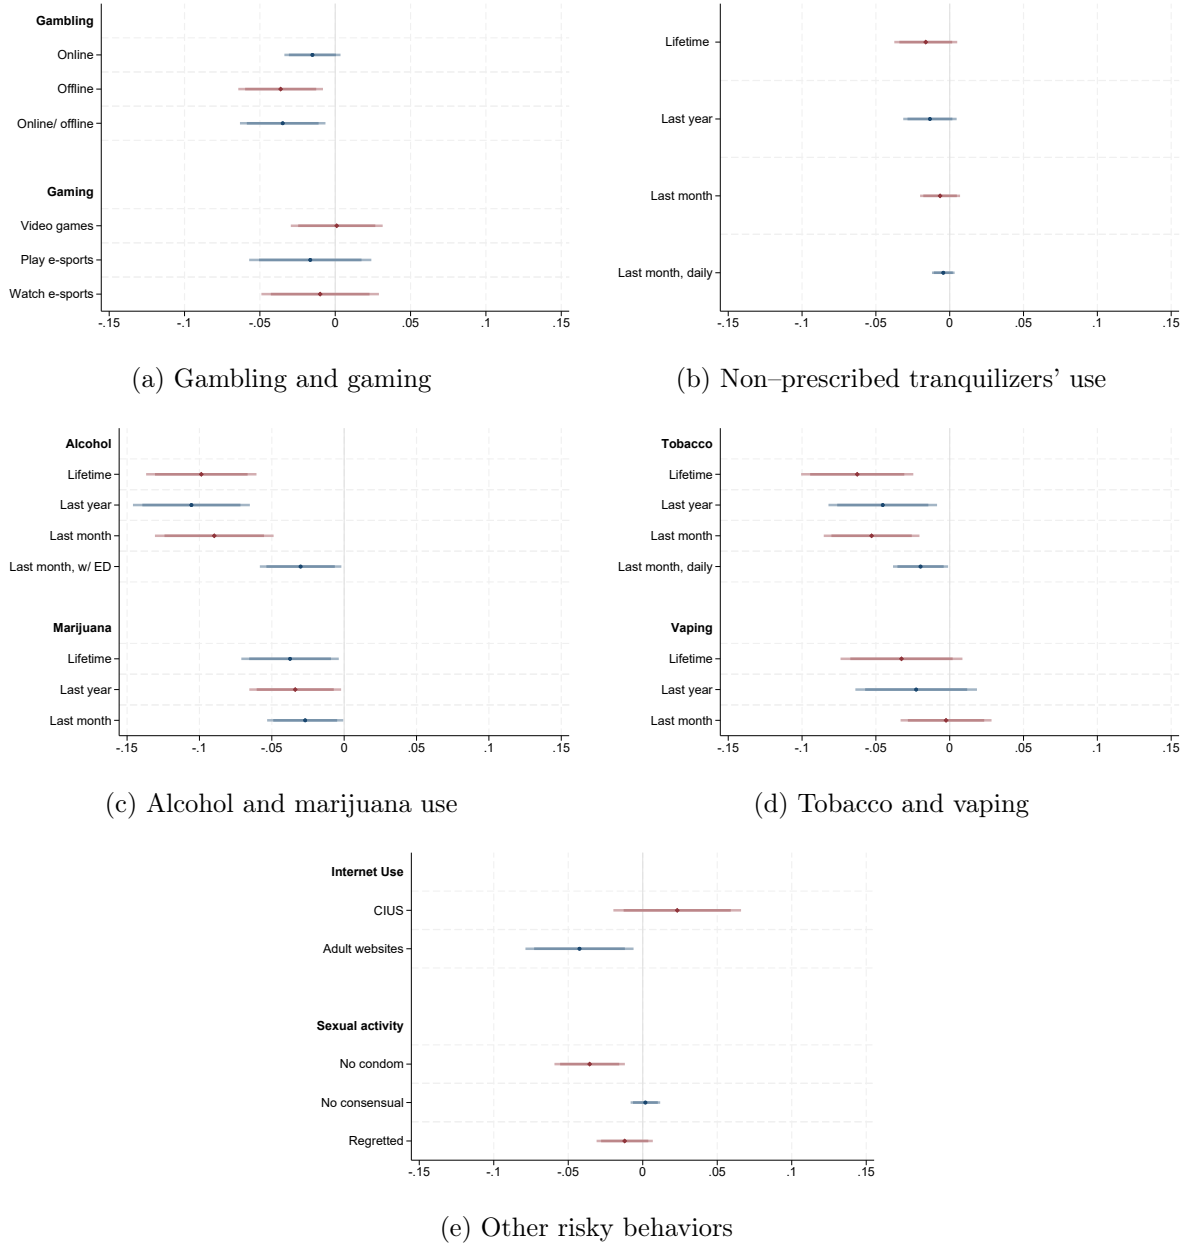 Gambling
Online
Offline
Online/ offline
Gaming
Video games
Play e-sports
Watch e-sports
-.15 -.1 -.05 0 .05 .1 .15
(a) Gambling and gaming
Lifetime
Last year
Last month
Last month, daily
-.15 -.1 -.05 0 .05 .1 .15
(b) Non–prescribed tranquilizers’ use
Alcohol
Lifetime
Last year
Last month
Last month, w/ ED
Marijuana
Lifetime
Last year
Last month
-.15 -.1 -.05 0 .05 .1 .15
(c) Alcohol and marijuana use
Tobacco
Lifetime
Last year
Last month
Last month, daily
Vaping
Lifetime
Last year
Last month
-.15 -.1 -.05 0 .05 .1 .15
(d) Tobacco and vaping
Internet Use
CIUS
Adult websites
Sexual activity
No condom
No consensual
Regretted
-.15 -.1 -.05 0 .05 .1 .15
(e) Other risky behaviors